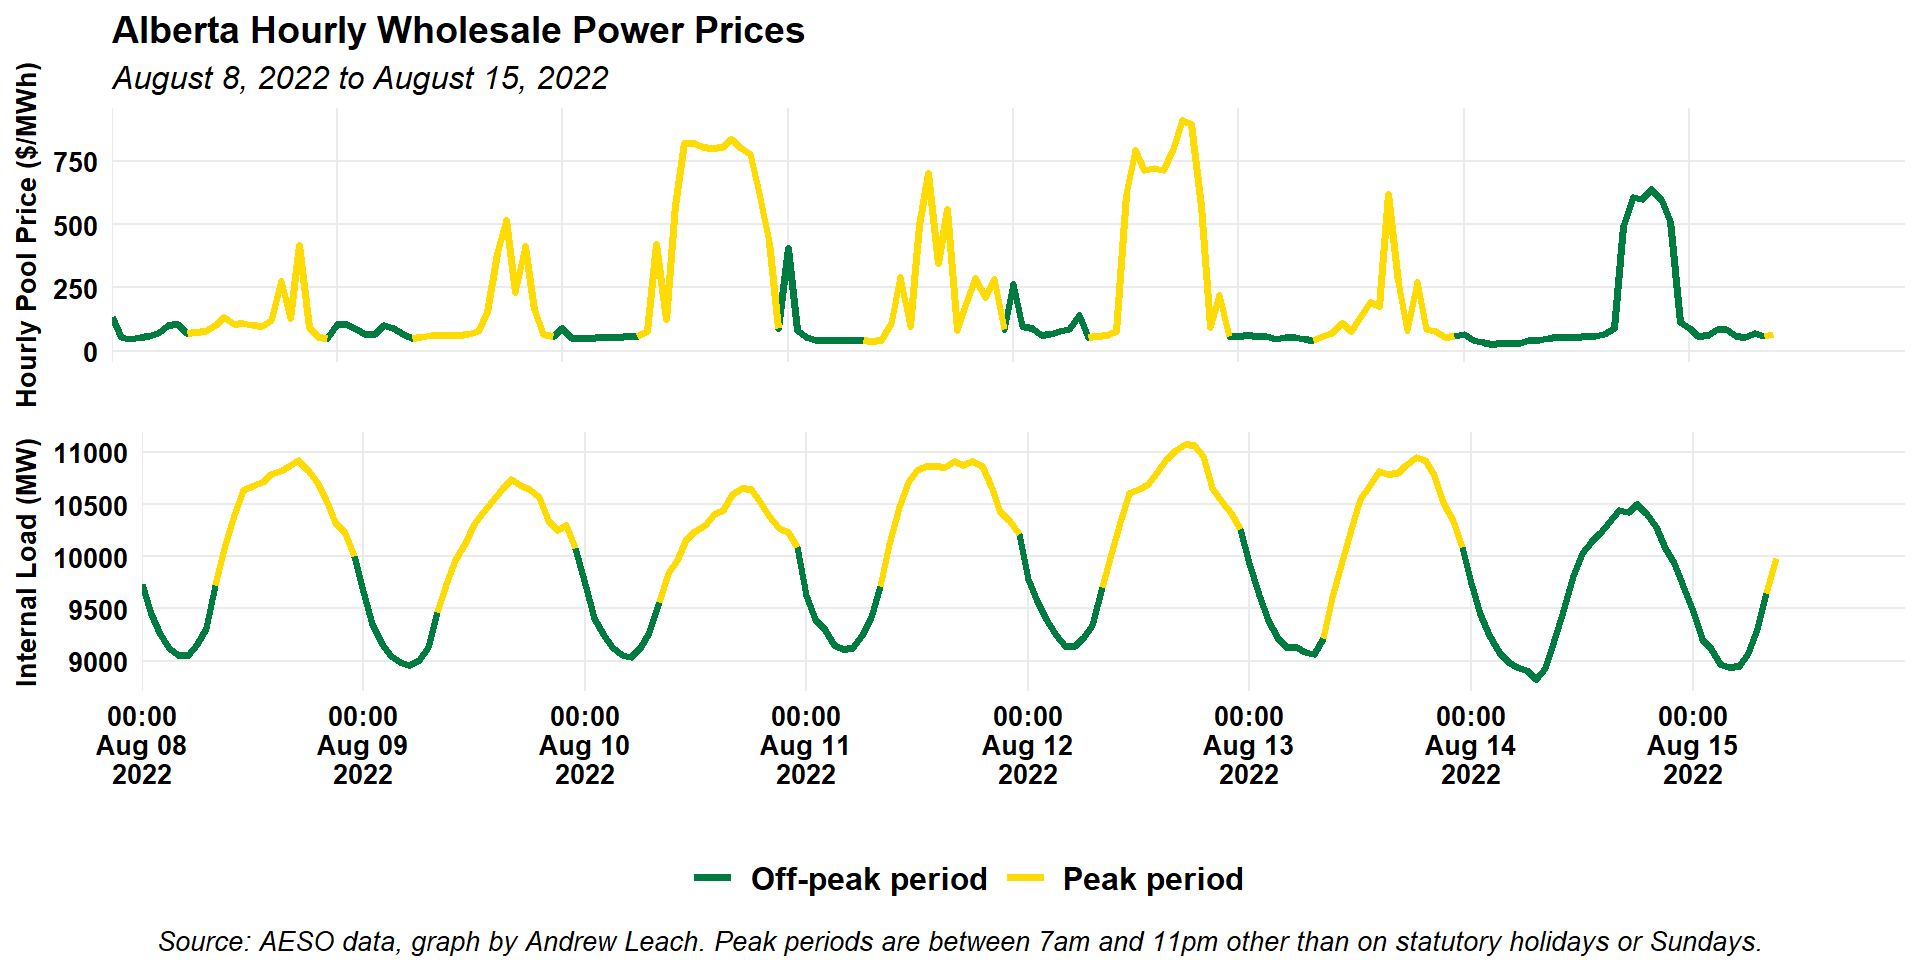 Alberta Hourly Wholesale Power Prices
August 8, 2022 to August 15, 2022
Hourly Pool Price ($/MWh)
750
500
250
0
Internal Load (MW)
11000
10500
10000
9500
9000
00:00 00:00 00:00 00:00 00:00 00:00 00:00 00:00
Aug 08 Aug 09 Aug 10 Aug 11 Aug 12 Aug 13 Aug 14 Aug 15
2022 2022 2022 2022 2022 2022 2022 2022
Off-peak period Peak period
Source: AESO data, graph by Andrew Leach. Peak periods are between 7am and 11pm other than on statutory holidays or Sundays.